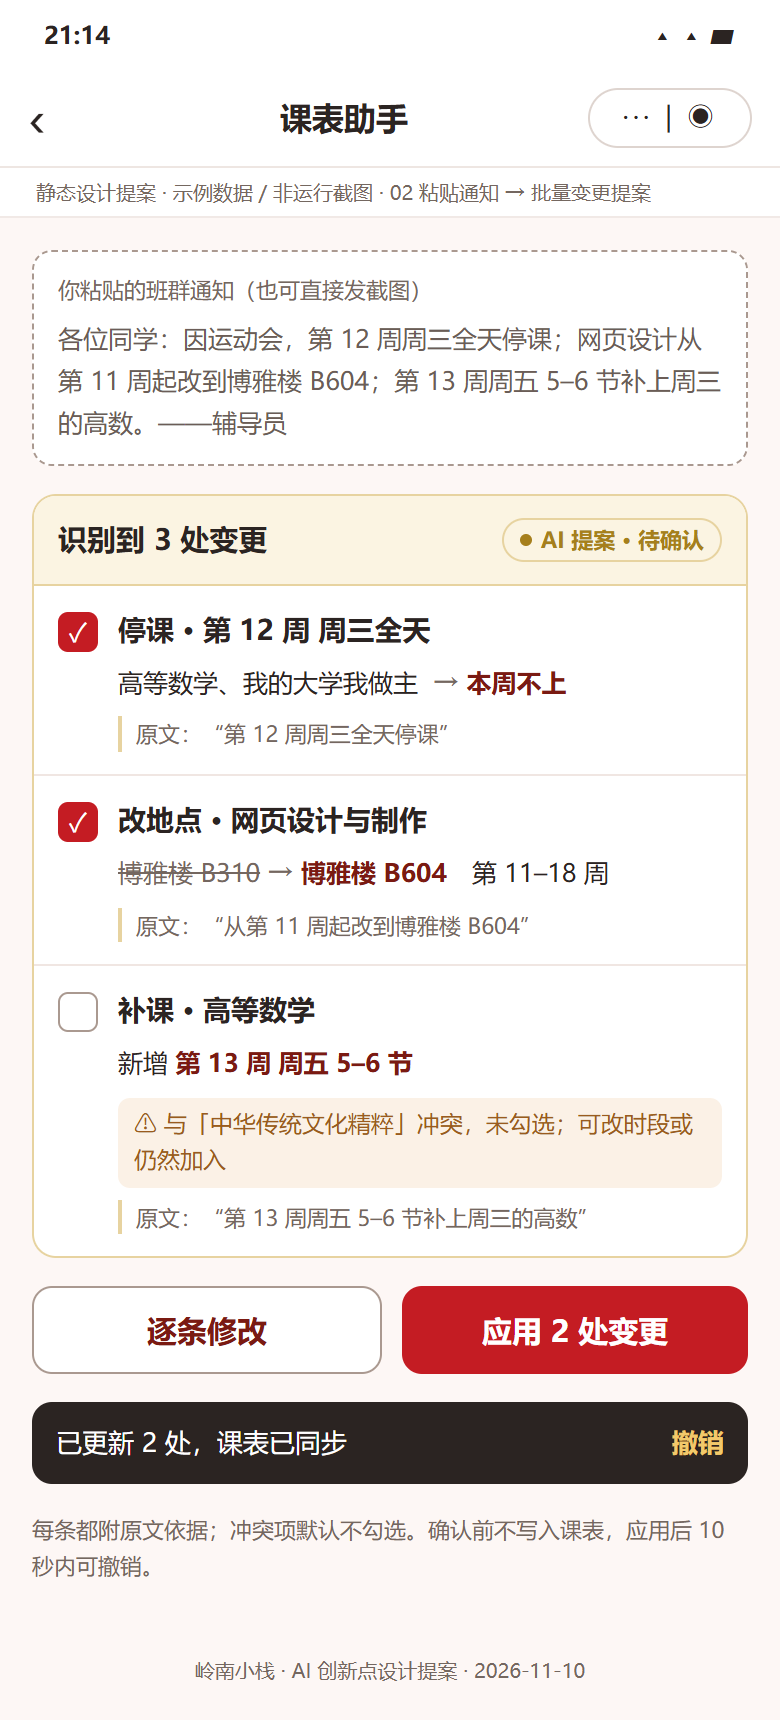 21:14
课表助手
静态设计提案 · 示例数据 / 非运行截图 · 02 粘贴通知 → 批量变更提案
你粘贴的班群通知（也可直接发截图）
各位同学：因运动会，第 12 周周三全天停课；网页设计从
第 11 周起改到博雅楼 B604；第 13 周周五 5–6 节补上周三
的高数。——辅导员
识别到 3 处变更
AI 提案 · 待确认
停课 · 第 12 周 周三全天
高等数学、我的大学我做主 → 本周不上
原文：“第 12 周周三全天停课”
改地点 · 网页设计与制作
博雅楼 B310 → 博雅楼 B604 第 11–18 周
原文：“从第 11 周起改到博雅楼 B604”
补课 · 高等数学
新增 第 13 周 周五 5–6 节
⚠ 与「中华传统文化精粹」冲突，未勾选；可改时段或
仍然加入
原文：“第 13 周周五 5–6 节补上周三的高数”
逐条修改
应用 2 处变更
已更新 2 处，课表已同步
撤销
每条都附原文依据；冲突项默认不勾选。确认前不写入课表，应用后 10
秒内可撤销。
岭南小栈 · AI 创新点设计提案 · 2026-11-10